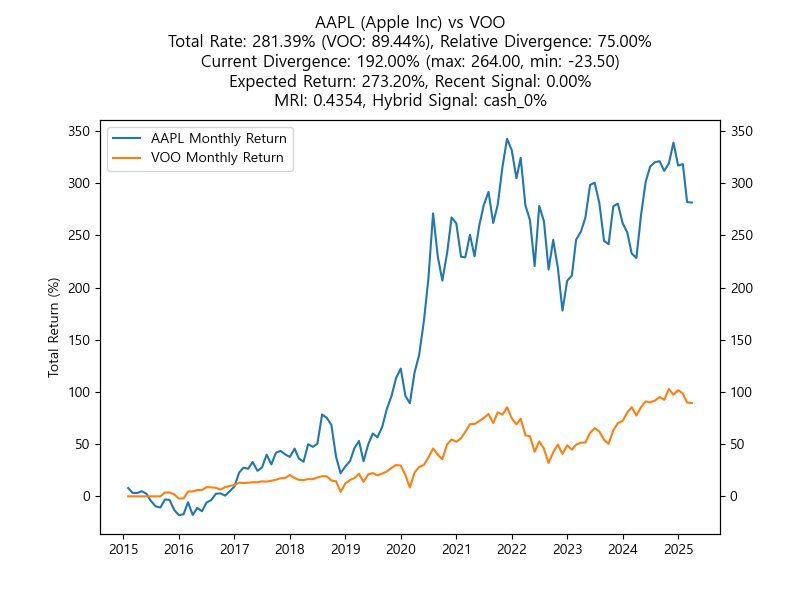 AAPL (Apple Inc) vs VOO
Total Rate: 281.39% (VOO: 89.44%), Relative Divergence: 75.00%
Current Divergence: 192.00% (max: 264.00, min: -23.50)
Expected Return: 273.20%, Recent Signal: 0.00%
MRI: 0.4354, Hybrid Signal: cash_0%
AAPL Monthly Return
VOO Monthly Return
Total Return (%)
350 350
300 300
250 250
200 200
150 150
100 100
50 50
0 0
2015 2016 2017 2018 2019 2020 2021 2022 2023 2024 2025